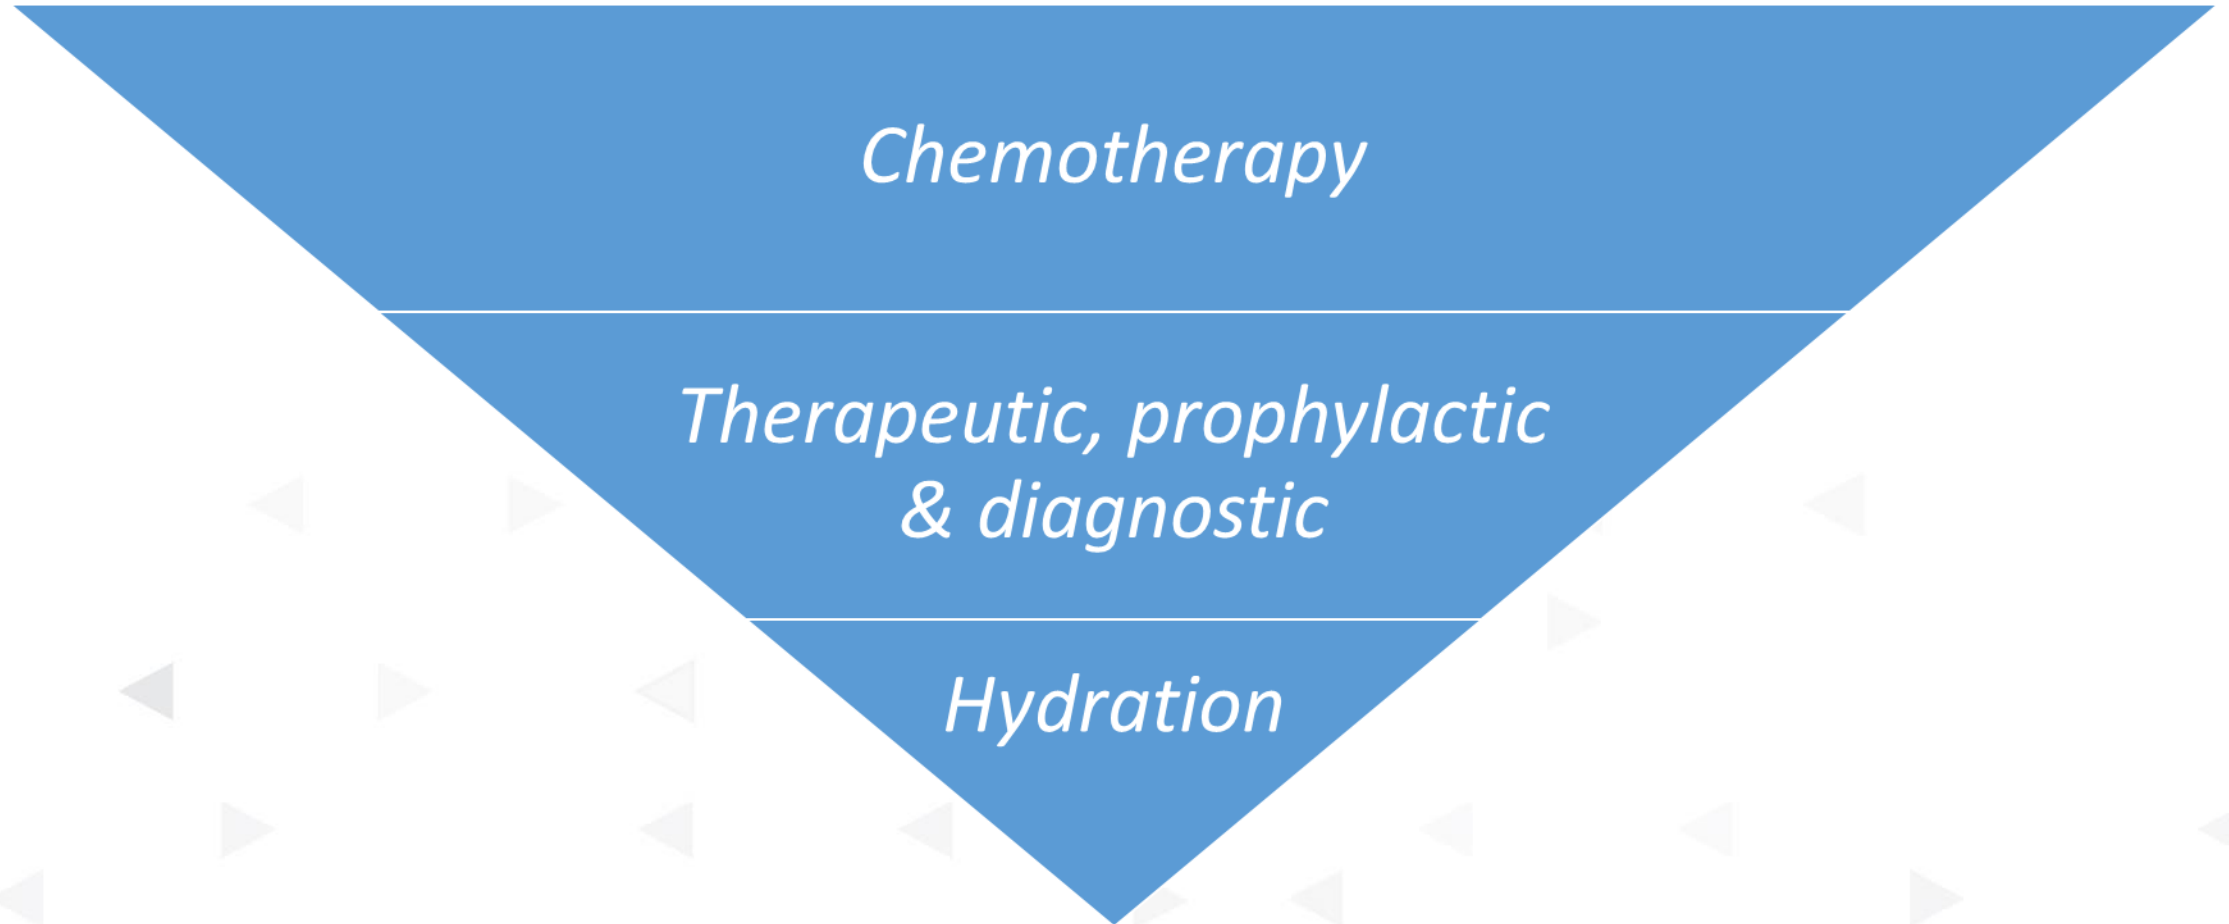 Chemotherapy
Therapeutic, prophylactic
& diagnostic
Hydration